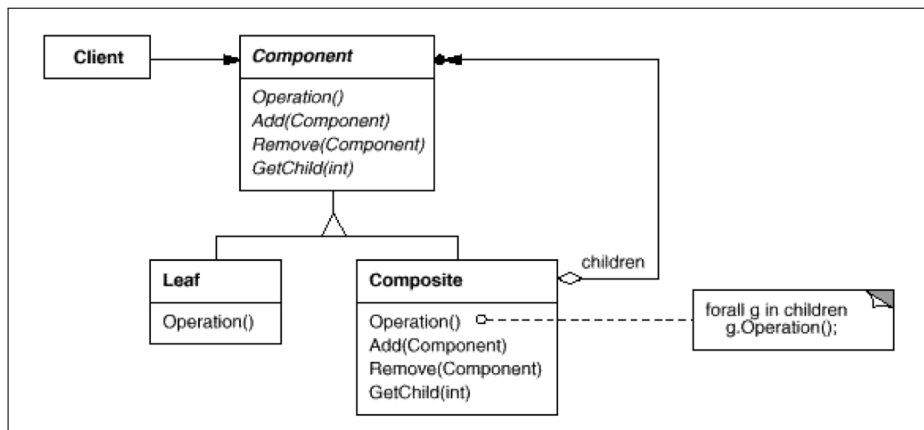 Client
Component
Operation()
Add(Component)
Remove(Component)
GetChild(int)
Leaf
Operation()
Composite
Operation()
Add(Component)
Remove(Component)
GetChild(int)
children
forall g in children
g.Operation();